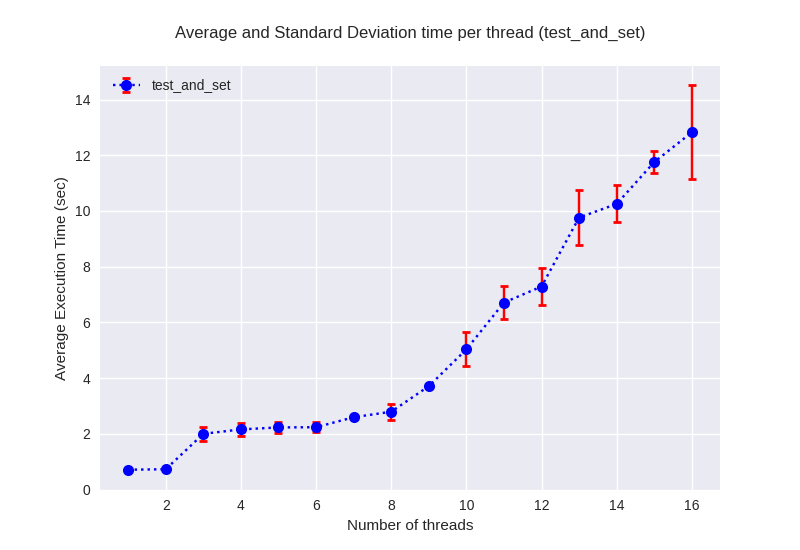 Average and Standard Deviation time per thread (test_and_set)
test_and_set
14
12
10
8
6
4
2
0
Average Execution Time (sec)
2 4 6 8 10 12 14 16
Number of threads